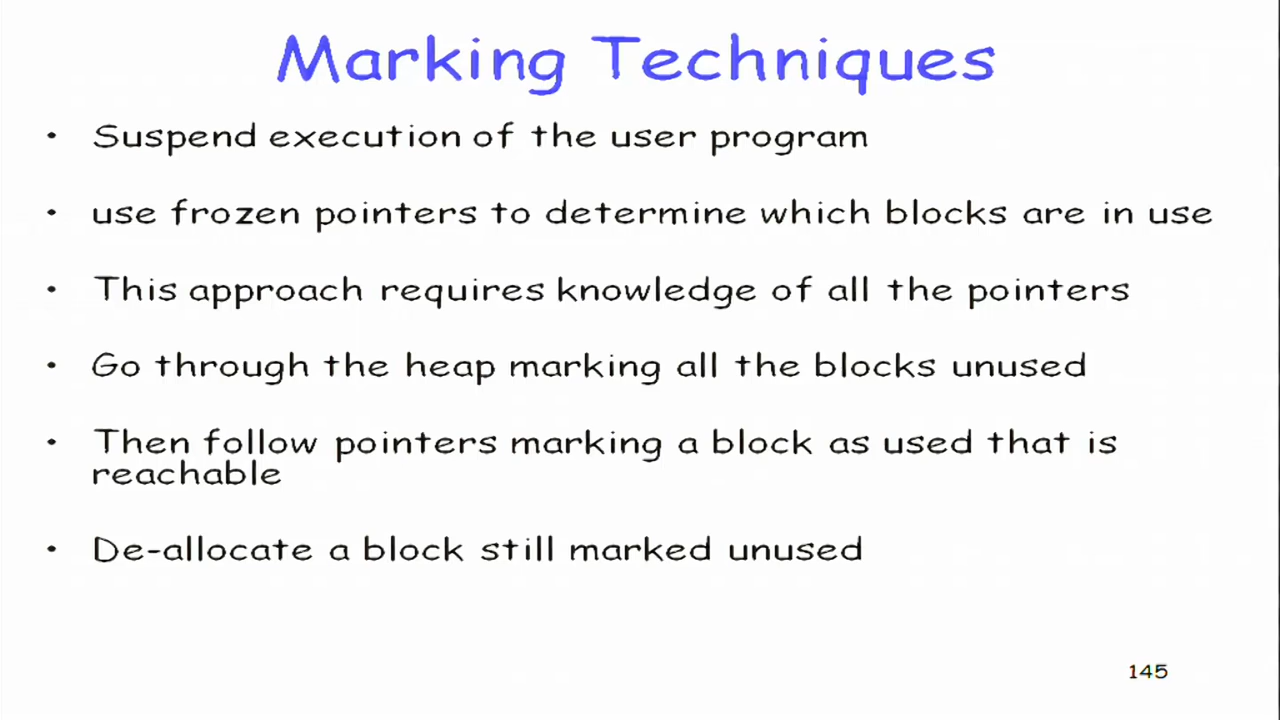 Marking Techniques
• Suspend execution of the user program
• use frozen pointers to determine which blocks are in use
• This approach requires knowledge of all the pointers
• Go through the heap marking all the blocks unused
• Then follow pointers marking a block as used that is
reachable
• De-allocate a block still marked unused
145